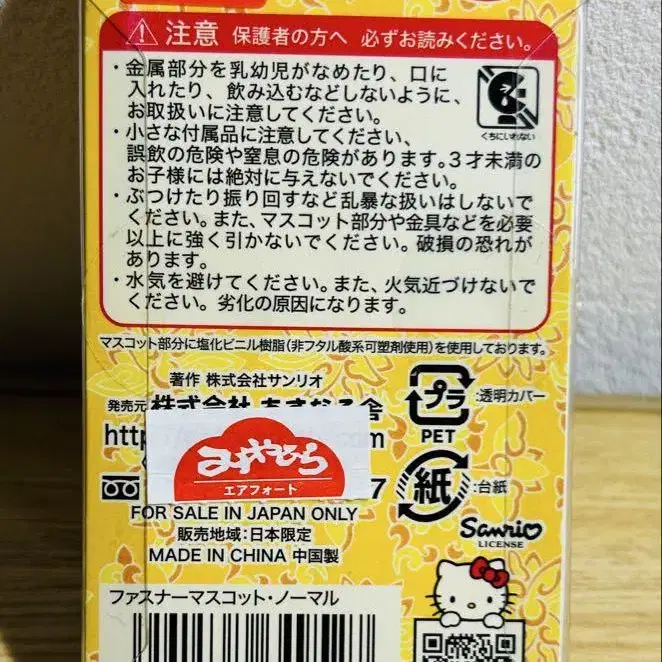 ⚠ 注意 保護者の方へ 必ずお読みください。
・金属部分を乳幼児がなめたり、口に
入れたり、飲み込むなどしないように、
お取扱いに注意してください。
くちにいれない
・小さな付属品に注意してください、
誤飲の危険や窒息の危険があります。3才未満の
お子様には絶対に与えないでください。
・ぶつけたり振り回すなど乱暴な扱いはしないで
ください。また、マスコット部分や金具などを必要
以上に強く引かないでください。破損の恐れが
あります。
・水気を避けてください。また、火気近づけないで
ください。劣化の原因になります。
マスコット部分に塩化ビニル樹脂(非フタル酸系可塑剤使用)を使用しております。
著作 株式会社サンリオ
発売元 株式会社
http
om
プラ
:透明カバー
PET
エアフォート
7
紙
:台紙
FOR SALE IN JAPAN ONLY
販売地域:日本限定
MADE IN CHINA 中国製
Sanrio
LICENSE
ファスナーマスコット・ノーマル